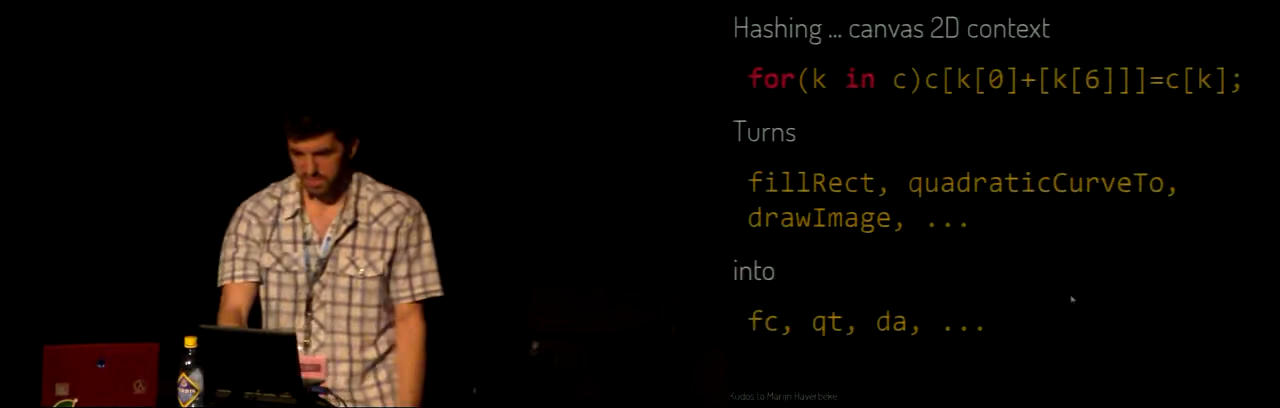 Hashing ... canvas 2D context
for(k in c)c[k[0]+[k[6]]]=c[k];
Turns
fillRect, quadraticCurveTo,
drawImage, ...
into
fc, qt, da, ...
Kudos to Marijn Haverbeke